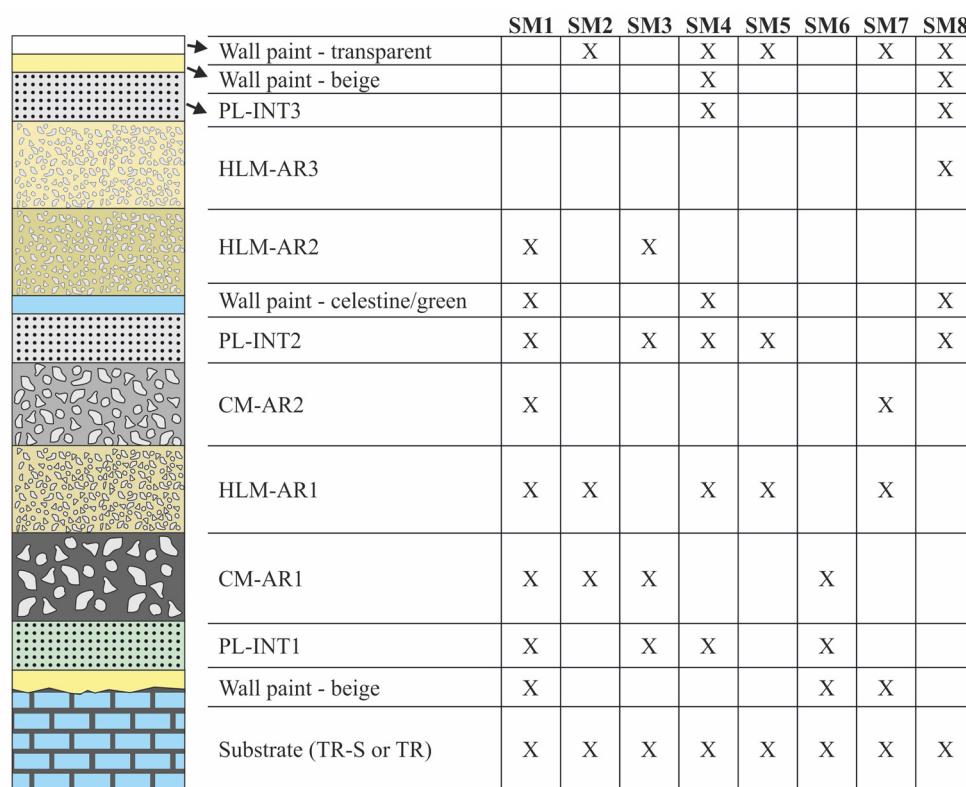 SM1 SM2 SM3 SM4 SM5 SM6 SM7 SM8
Wall paint - transparent X X X X X
Wall paint - beige X X
PL-INT3 X X
HLM-AR3 X
HLM-AR2 X X
Wall paint - celestine/green X X X
PL-INT2 X X X X X
CM-AR2 X X
HLM-AR1 X X X X X
CM-AR1 X X X X
PL-INT1 X X X X
Wall paint - beige X X X
Substrate (TR-S or TR) X X X X X X X X